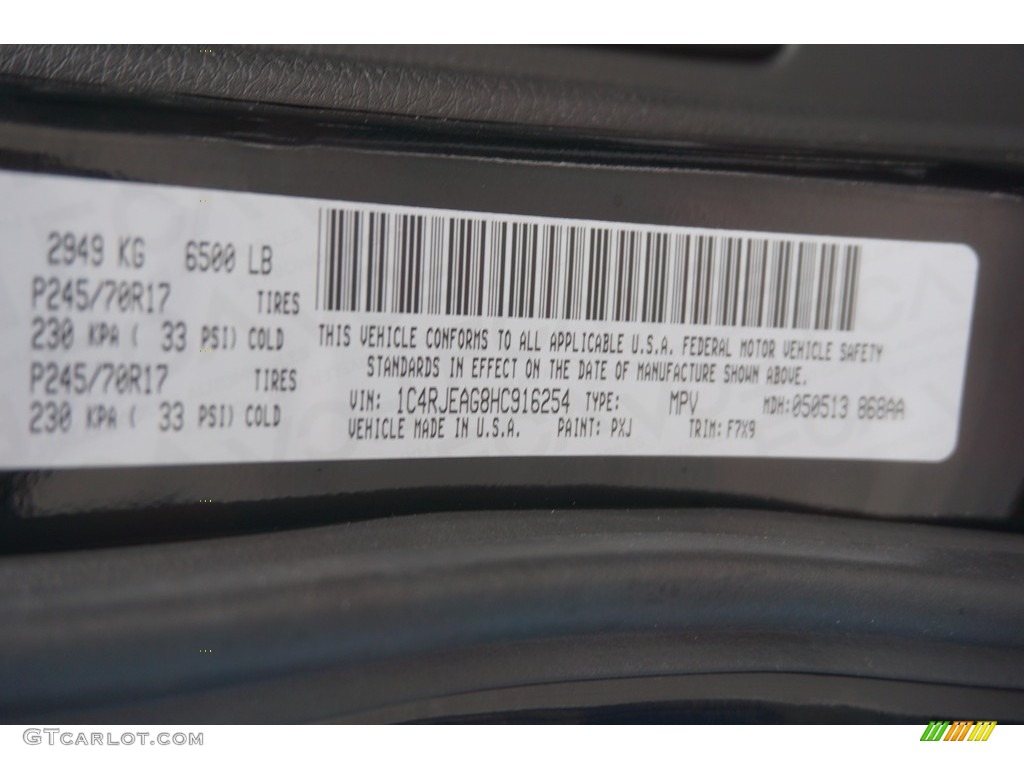 2949 KG 6500 LB
P245/70R17 TIRES
230 KPA ( 33 PSI) COLD
P245/70R17 TIRES
230 KPA ( 33 PSI) COLD
THIS VEHICLE CONFORMS TO ALL APPLICABLE U.S.A. FEDERAL MOTOR VEHICLE SAFETY
STANDARDS IN EFFECT ON THE DATE OF MANUFACTURE SHOWN ABOVE.
VIN: 1C4RJEAG8HC916254 TYPE: MPV MDH:050513 868AA
VEHICLE MADE IN U.S.A. PAINT: PXJ TRIM: F7X9
GTCARLOT.COM